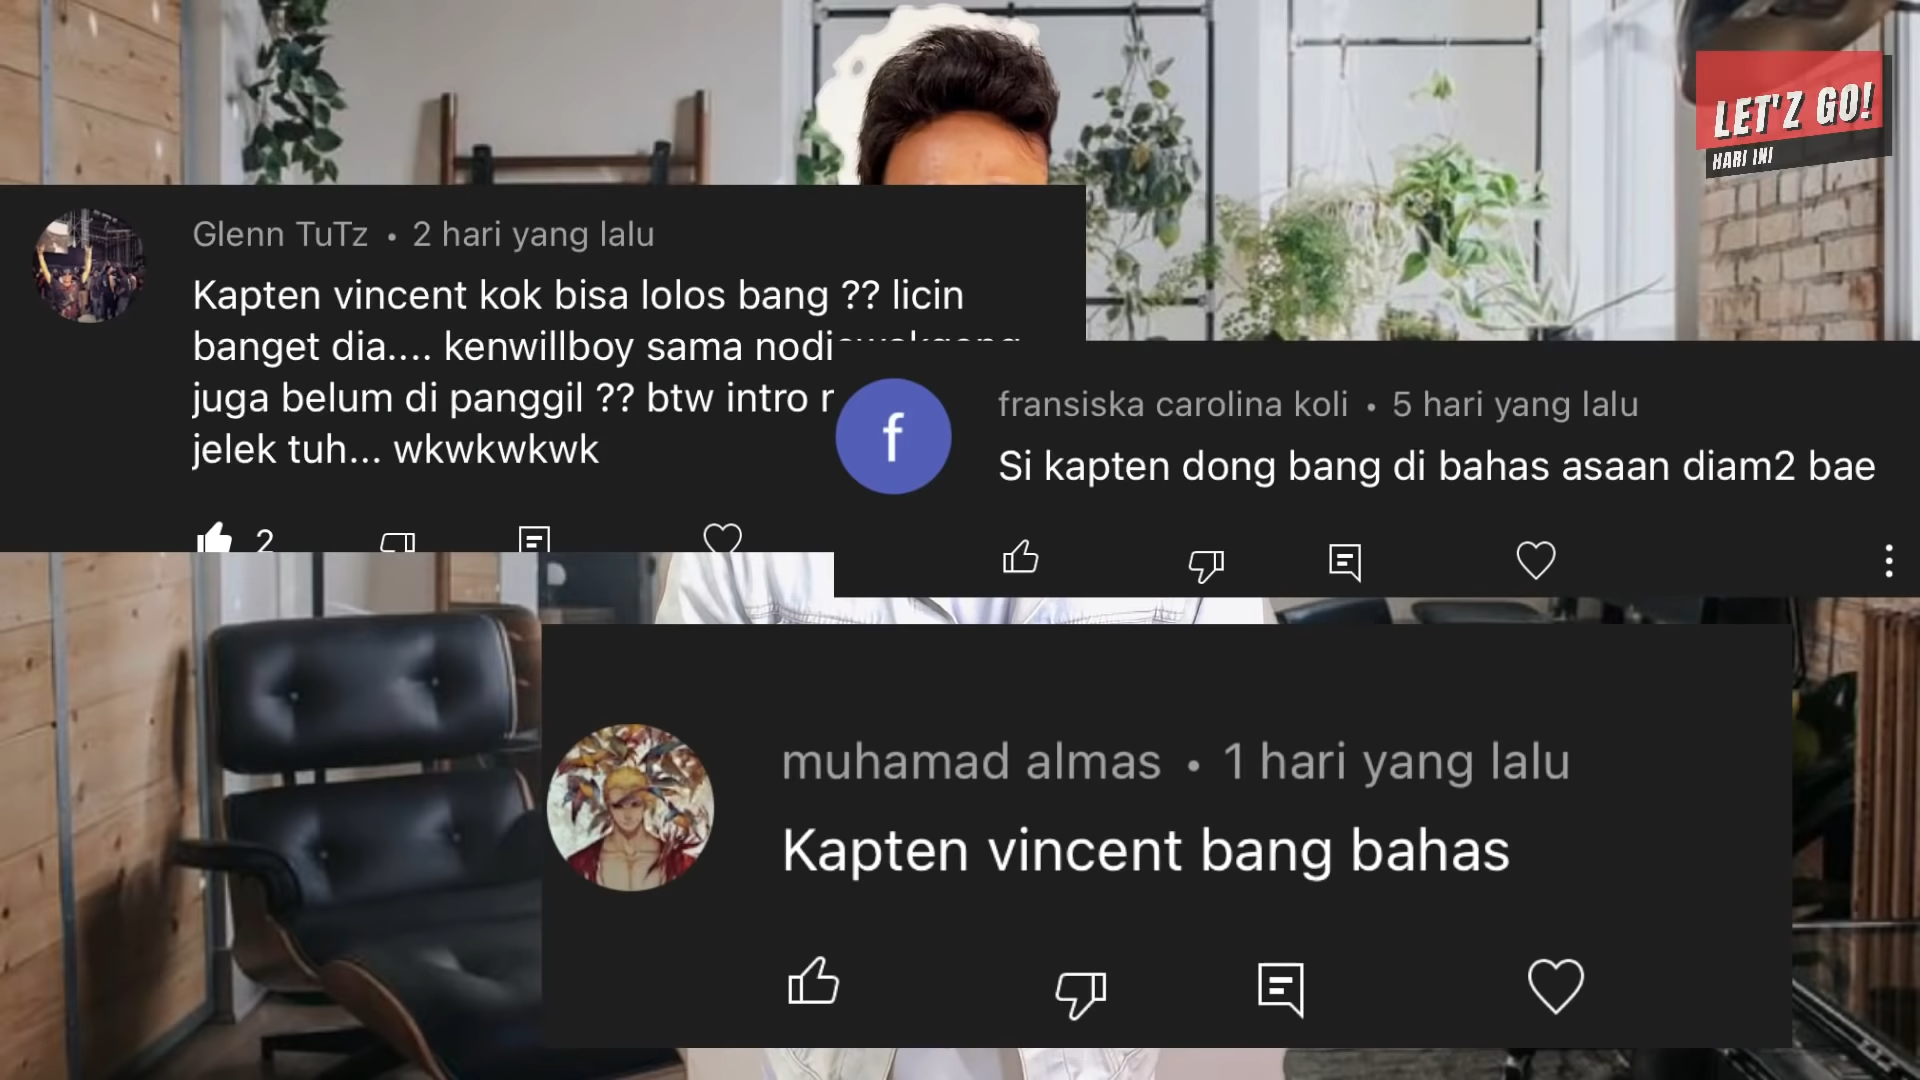 LET'Z GO!
HARI INI
Glenn TuTz • 2 hari yang lalu
Kapten vincent kok bisa lolos bang ?? licin
banget dia.... kenwillboy sama
juga belum di panggil ?? btw intro
jelek tuh... wkwkwkwk
2
f
fransiska carolina koli • 5 hari yang lalu
Si kapten dong bang di bahas asaan diam2 bae
muhamad almas • 1 hari yang lalu
Kapten vincent bang bahas